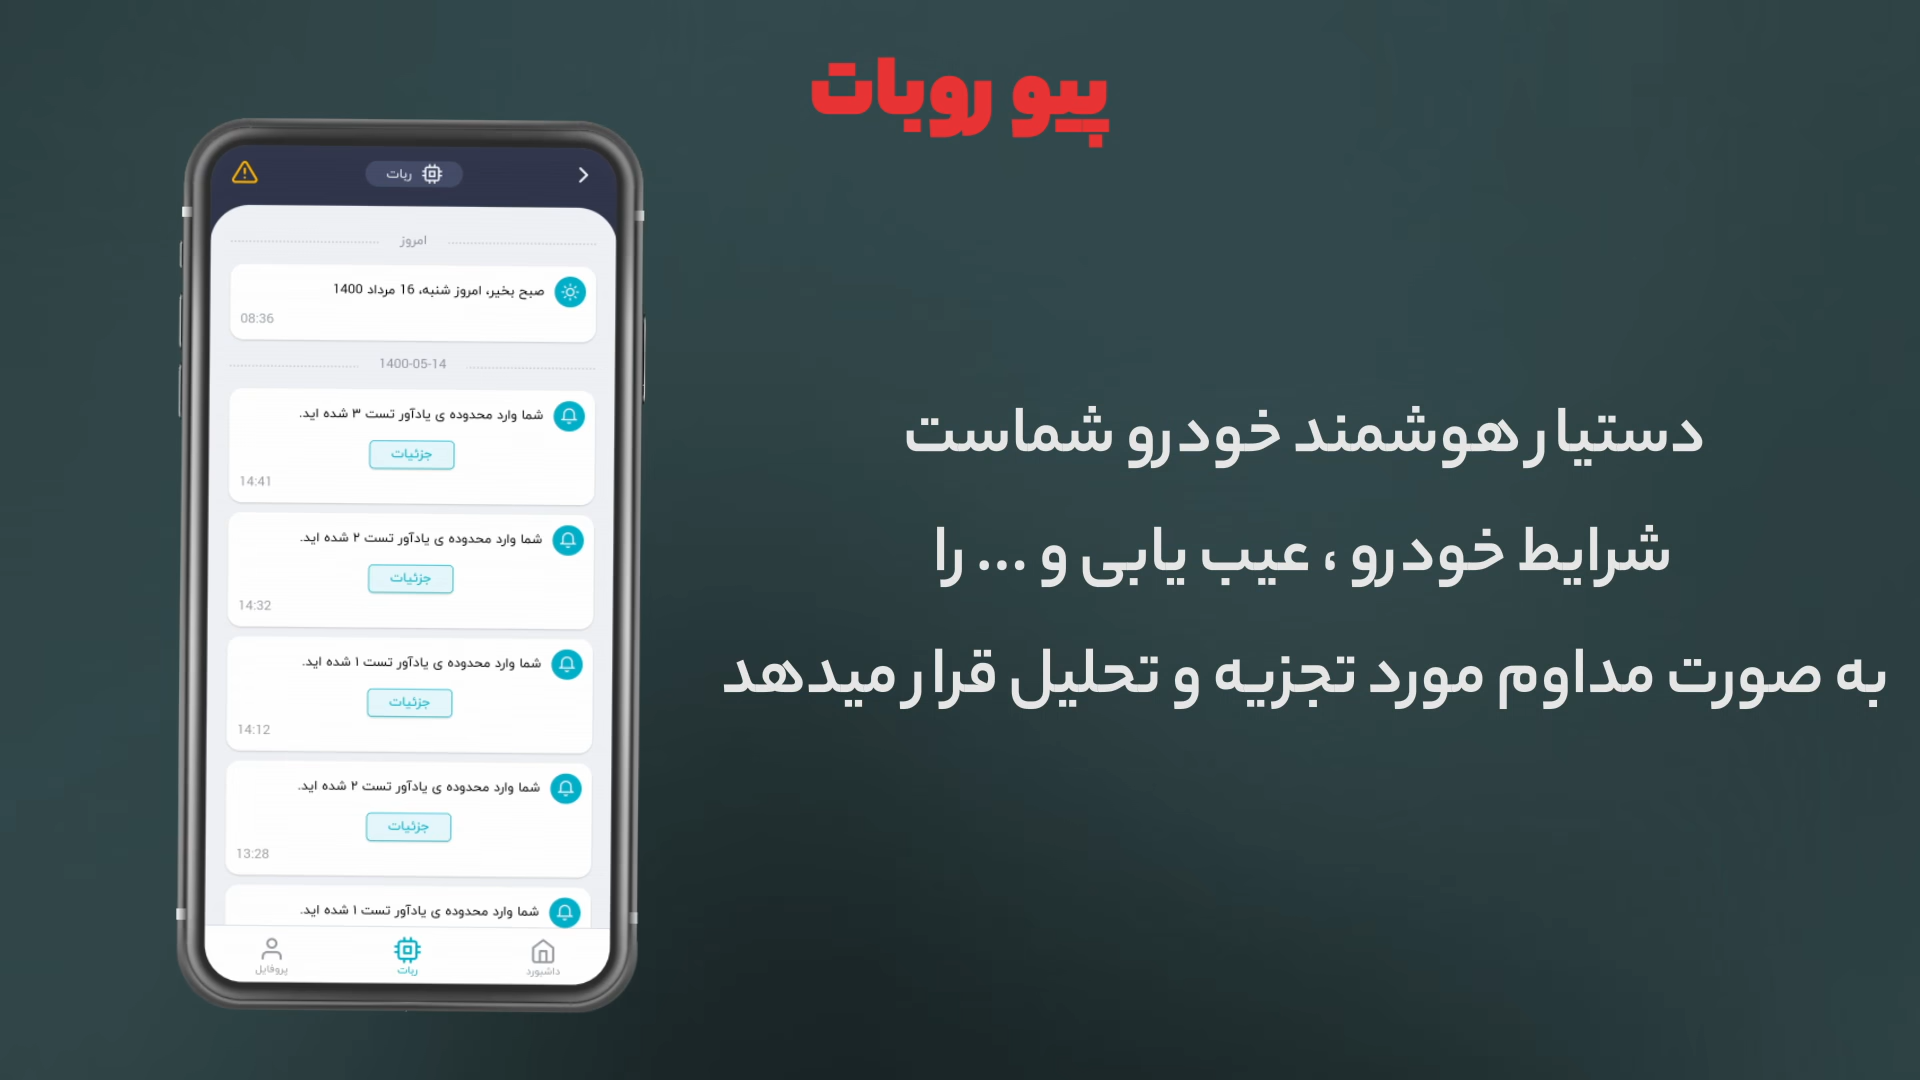 پیو روبات
ربات
امروز
صبح بخیر، امروز شنبه، 16 مرداد 1400
08:36
1400-05-14
شما وارد محدوده ی یادآور تست ۳ شده اید.
جزئیات
14:41
شما وارد محدوده ی یادآور تست ۲ شده اید.
جزئیات
14:32
شما وارد محدوده ی یادآور تست ۱ شده اید.
جزئیات
14:12
شما وارد محدوده ی یادآور تست ۲ شده اید.
جزئیات
13:28
شما وارد محدوده ی یادآور تست ۱ شده اید.
داشبورد
ربات
پروفایل
دستیار هوشمند خودرو شماست
شرایط خودرو ، عیب یابی و ... را
به صورت مداوم مورد تجزیه و تحلیل قرار میدهد